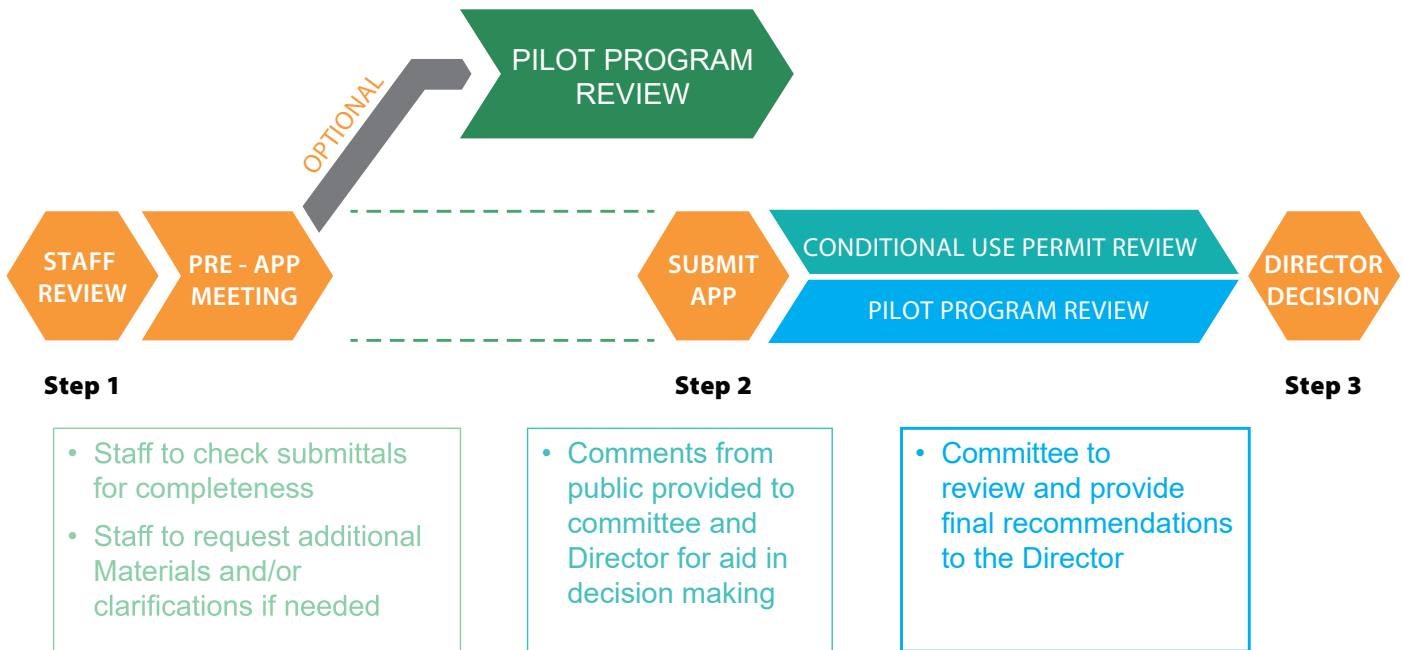 PILOT PROGRAM
REVIEW
OPTIONAL
STAFF
REVIEW
PRE - APP
MEETING
SUBMIT
APP
CONDITIONAL USE PERMIT REVIEW
PILOT PROGRAM REVIEW
DIRECTOR
DECISION
Step 1
Step 2
Step 3
• Staff to check submittals
for completeness
• Staff to request additional
Materials and/or
clarifications if needed
• Comments from
public provided to
committee and
Director for aid in
decision making
• Committee to
review and provide
final recommendations
to the Director